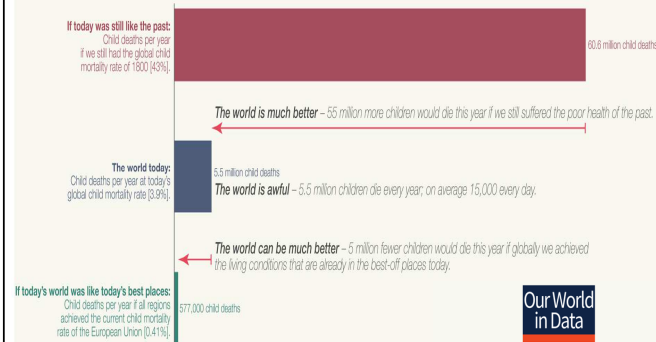 If today was still like the past:
Child deaths per year
if we still had the global child
mortality rate of 1800 [43%].
60.6 million child deaths
The world is much better – 55 million more children would die this year if we still suffered the poor health of the past.
The world today:
Child deaths per year at today's
global child mortality rate [3.9%].
5.5 million child deaths
The world is awful – 5.5 million children die every year; on average 15,000 every day.
The world can be much better – 5 million fewer children would die this year if globally we achieved
the living conditions that are already in the best-off places today.
If today's world was like today's best places:
Child deaths per year if all regions
achieved the current child mortality
rate of the European Union [0.41%].
577,000 child deaths
Our World
in Data